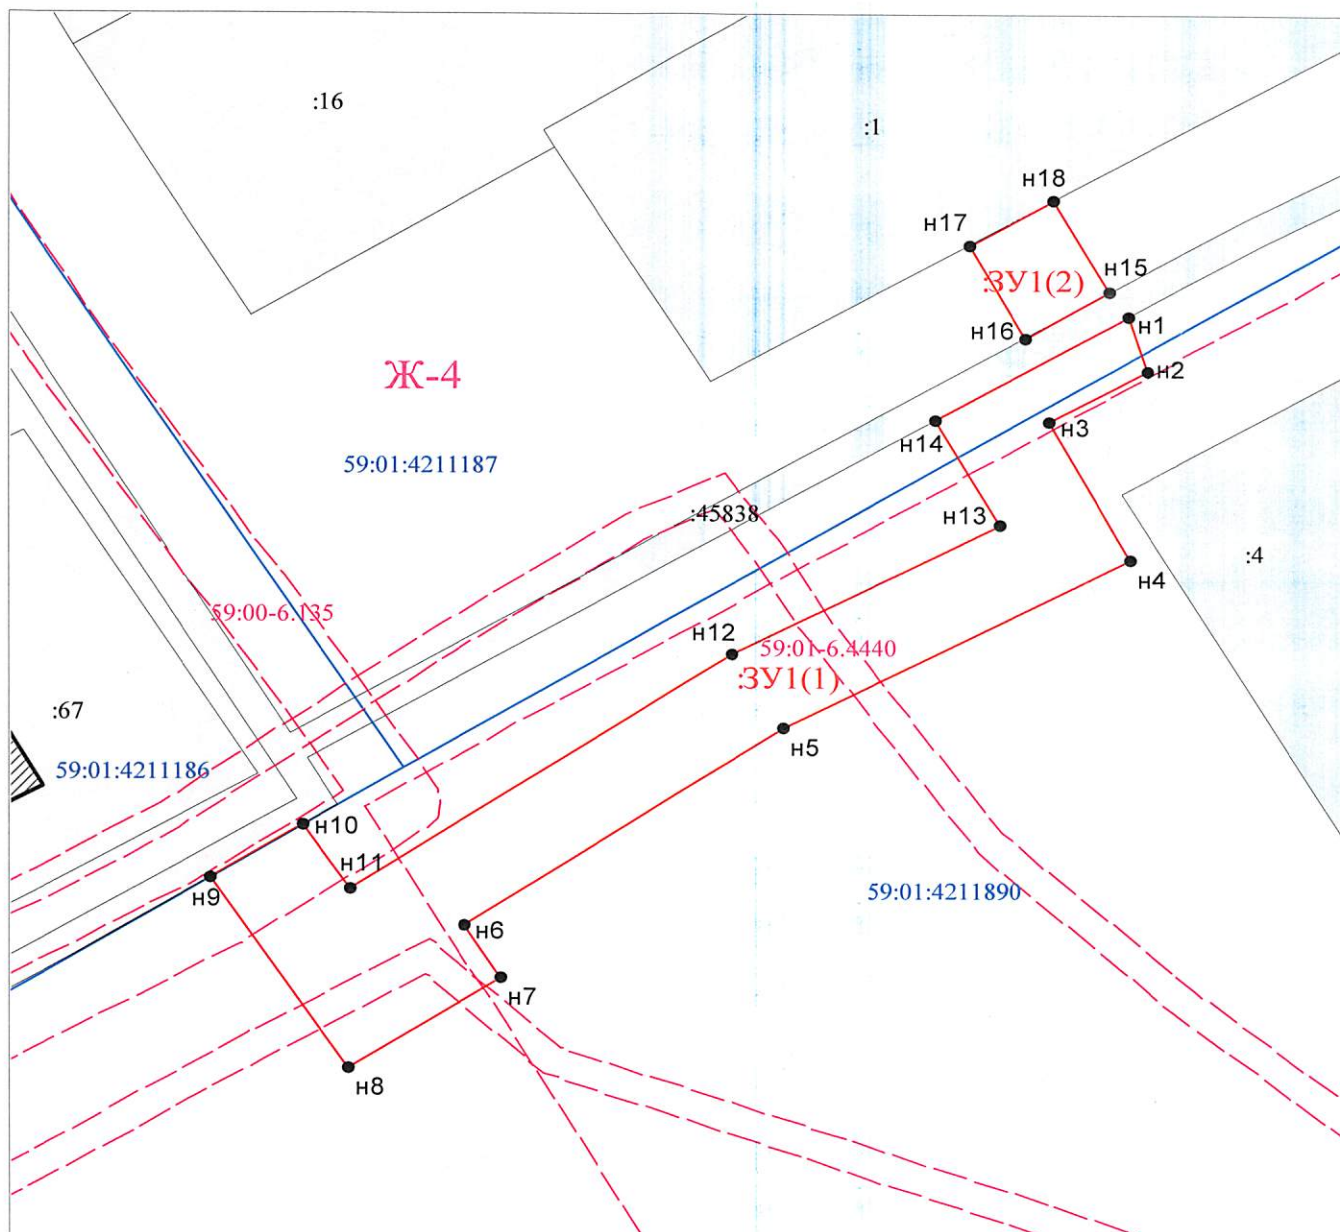 :16
:1
н18
н17
:ЗУ1(2)
н15
н1
н16
Ж-4
н2
н14
н3
59:01:4211187
:45838
н13
:4
н4
59:00-6.135
н12
59:01-6.4440
:ЗУ1(1)
:67
н5
59:01:4211186
н10
н11
н9
59:01:4211890
н6
н7
н8